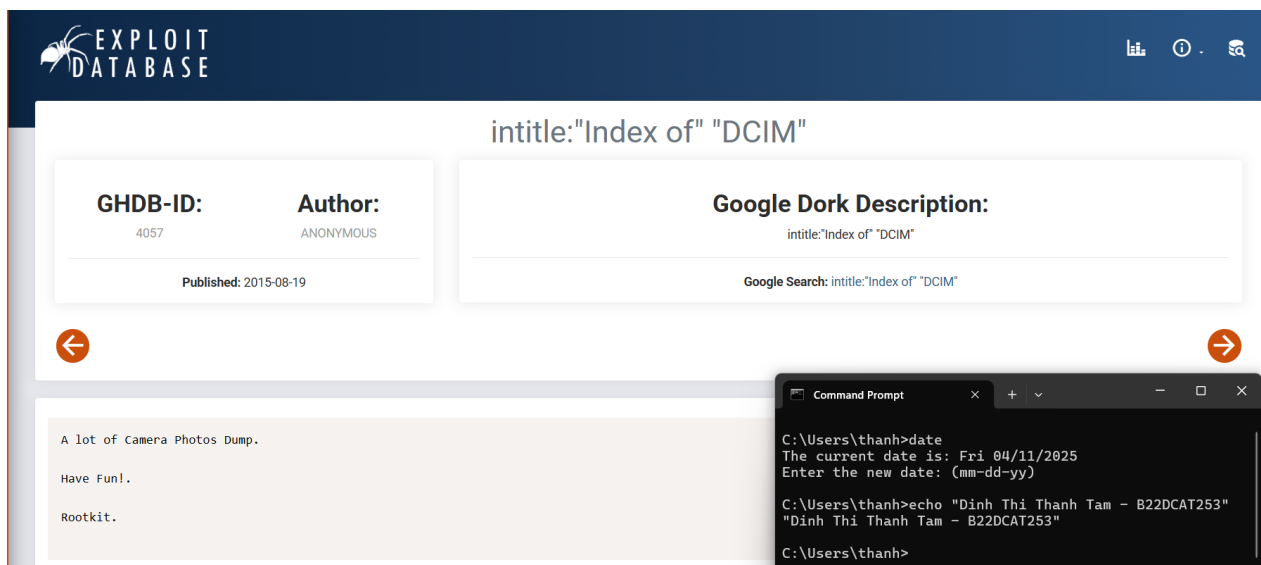 EXPLOIT
DATABASE
intitle:"Index of" "DCIM"
GHDB-ID:
4057
Author:
ANONYMOUS
Published: 2015-08-19
Google Dork Description:
intitle:"Index of" "DCIM"
Google Search: intitle:"Index of" "DCIM"
A lot of Camera Photos Dump.
Have Fun!.
Rootkit.
Command Prompt
C:\Users\thanh>date
The current date is: Fri 04/11/2025
Enter the new date: (mm-dd-yy)
C:\Users\thanh>echo "Dinh Thi Thanh Tam - B22DCAT253"
"Dinh Thi Thanh Tam - B22DCAT253"
C:\Users\thanh>